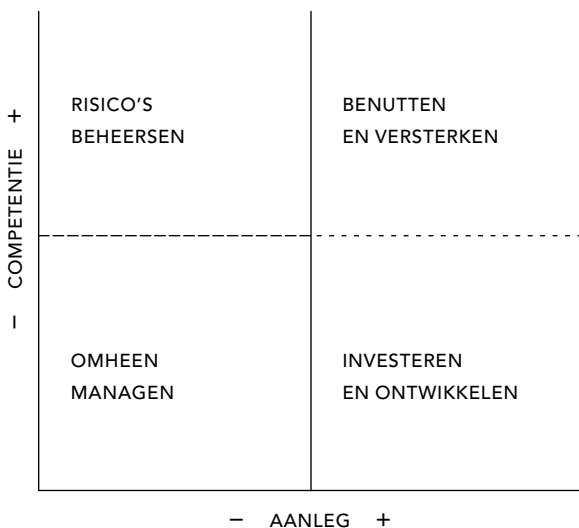 RISICO'S
BEHEERSEN
BENUTTEN
EN VERSTERKEN
− COMPETENTIE +
OMHEEN
MANAGEN
INVESTEREN
EN ONTWIKKELEN
− AANLEG +